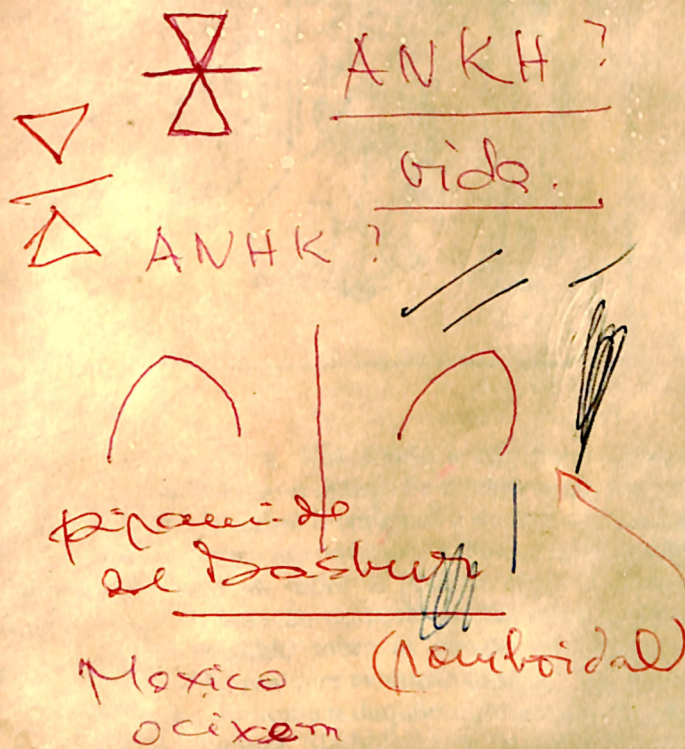 ANKH?
vida.
ANHK?
piramide
de Dashur
(romboidal)
Mexico
ocixem